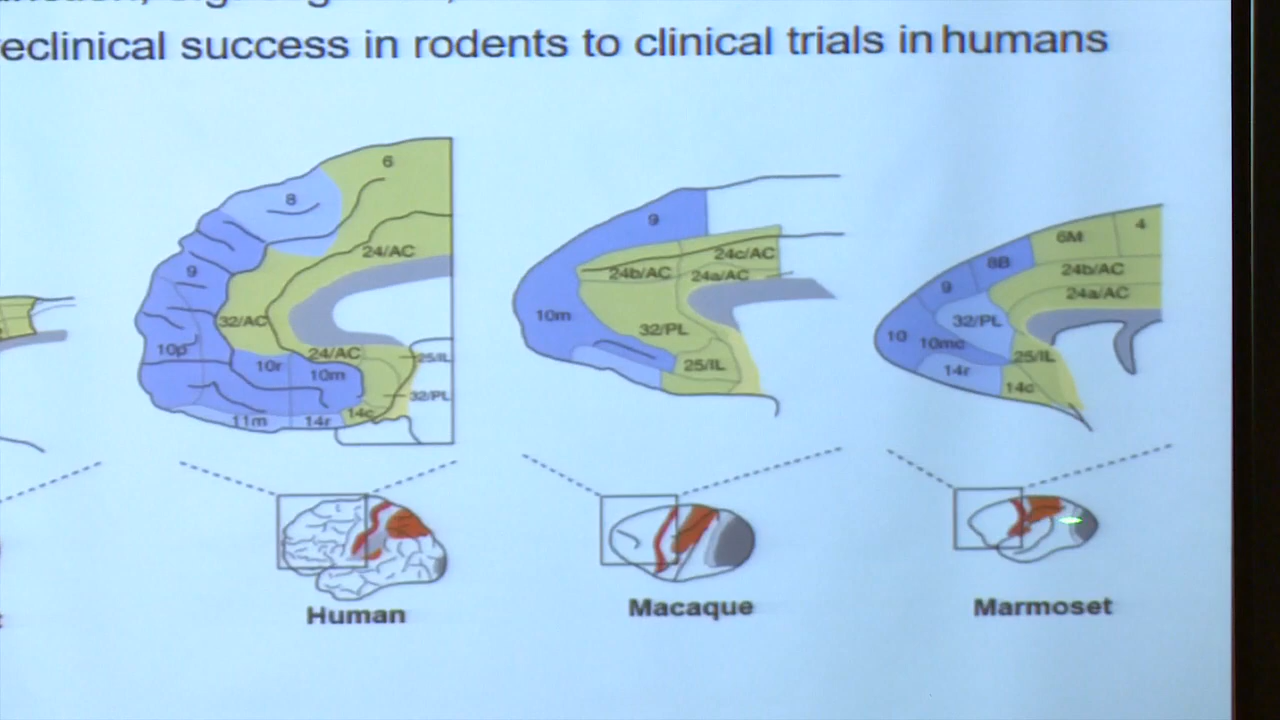 eclinical success in rodents to clinical trials in humans
6
8
24/AC
9
32/AC
10p
24/AC
10r
10m
25/IL
32/PL
11m
14r
14c
9
24c/AC
24b/AC
24a/AC
10m
32/PL
25/IL
4
6M
8B
24b/AC
9
24a/AC
32/PL
10
10mc
25/IL
14r
14c
Human
Macaque
Marmoset